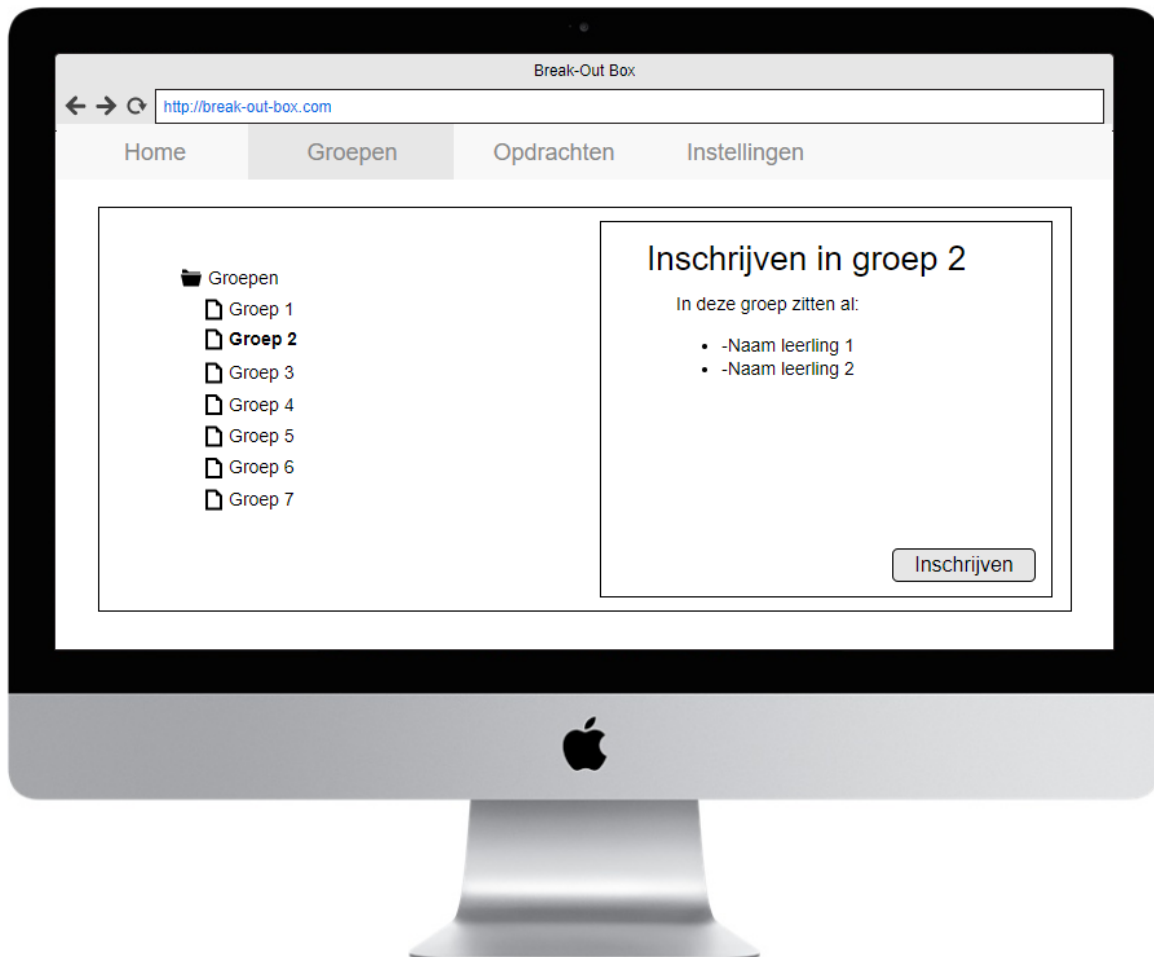 Break-Out Box
http://break-out-box.com
Home Groepen Opdrachten Instellingen
Groepen
Groep 1
Groep 2
Groep 3
Groep 4
Groep 5
Groep 6
Groep 7
Inschrijven in groep 2
In deze groep zitten al:
• -Naam leerling 1
• -Naam leerling 2
Inschrijven